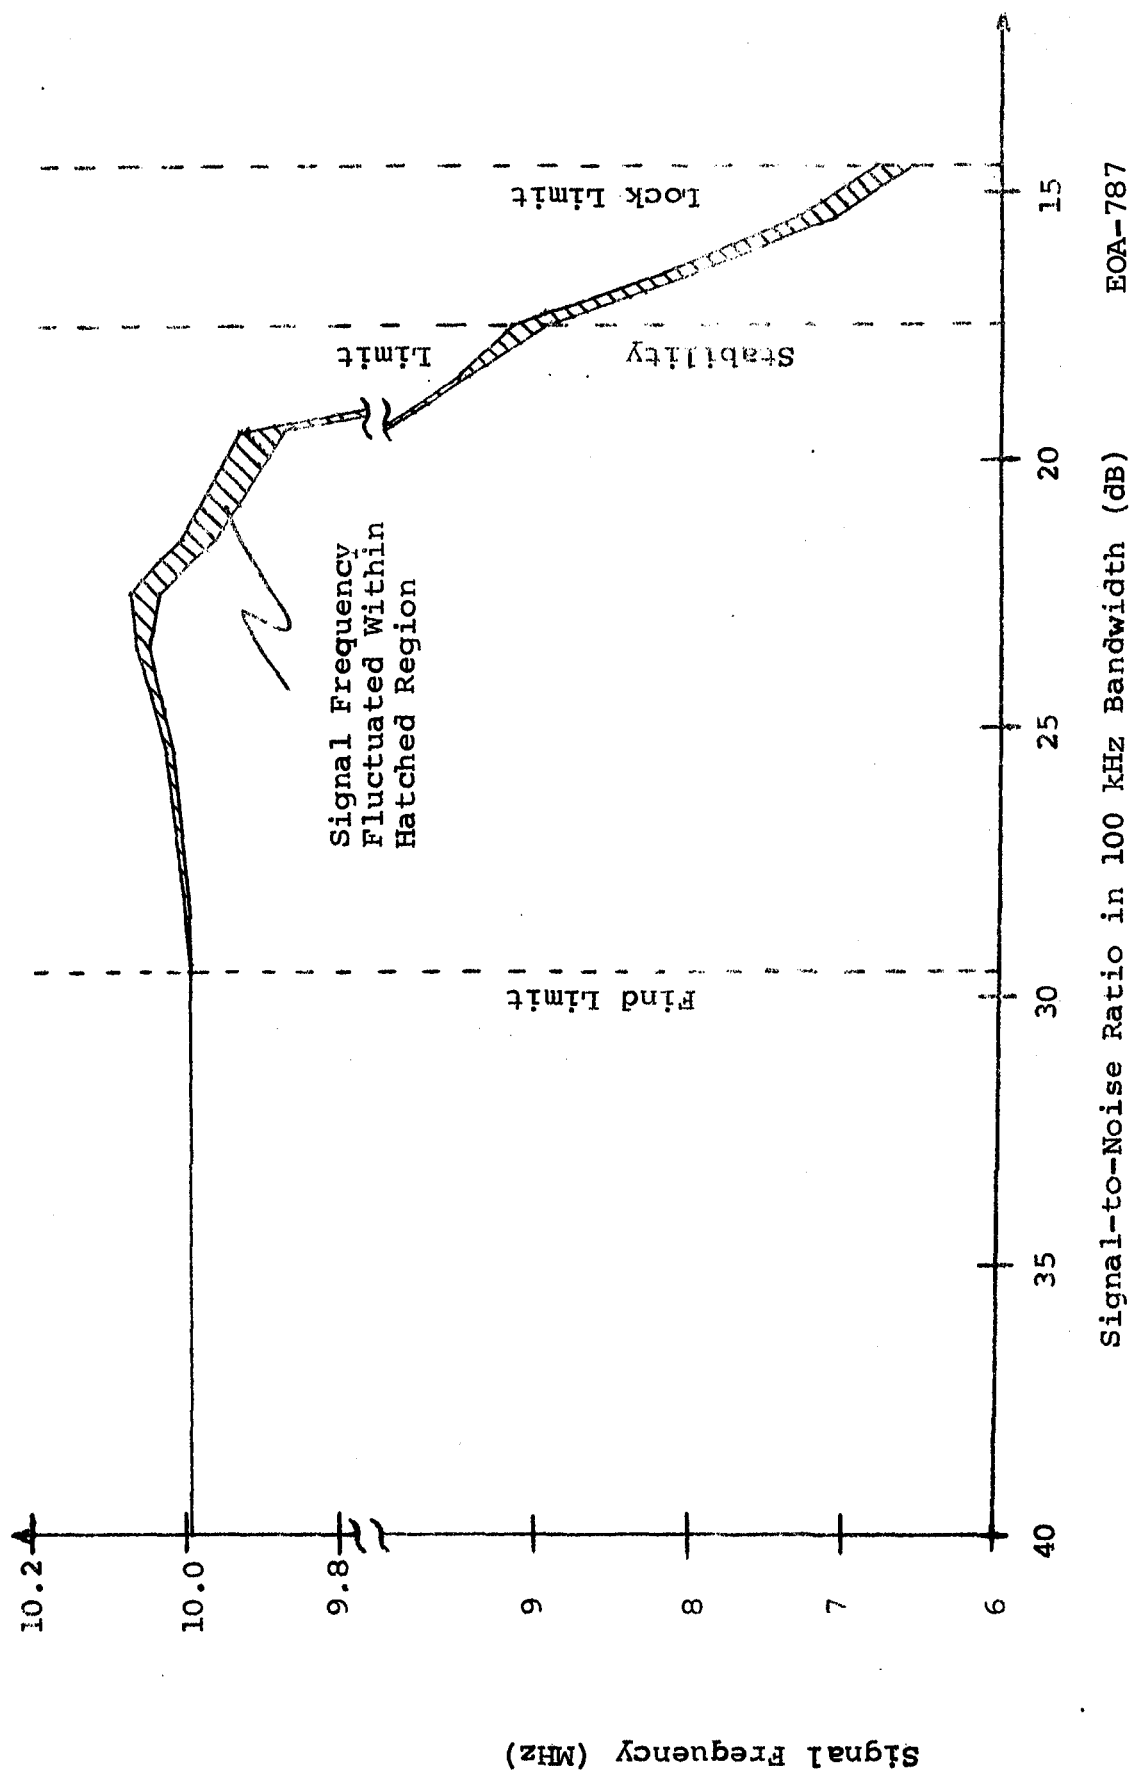 10.2
10.0
9.8
9
8
7
6
Signal Frequency (MHz)
40
35
30
25
20
15
Signal-to-Noise Ratio in 100 kHz Bandwidth (dB)
EOA-787
Find Limit
Signal Frequency
Fluctuated Within
Hatched Region
Stability
Limit
Lock Limit